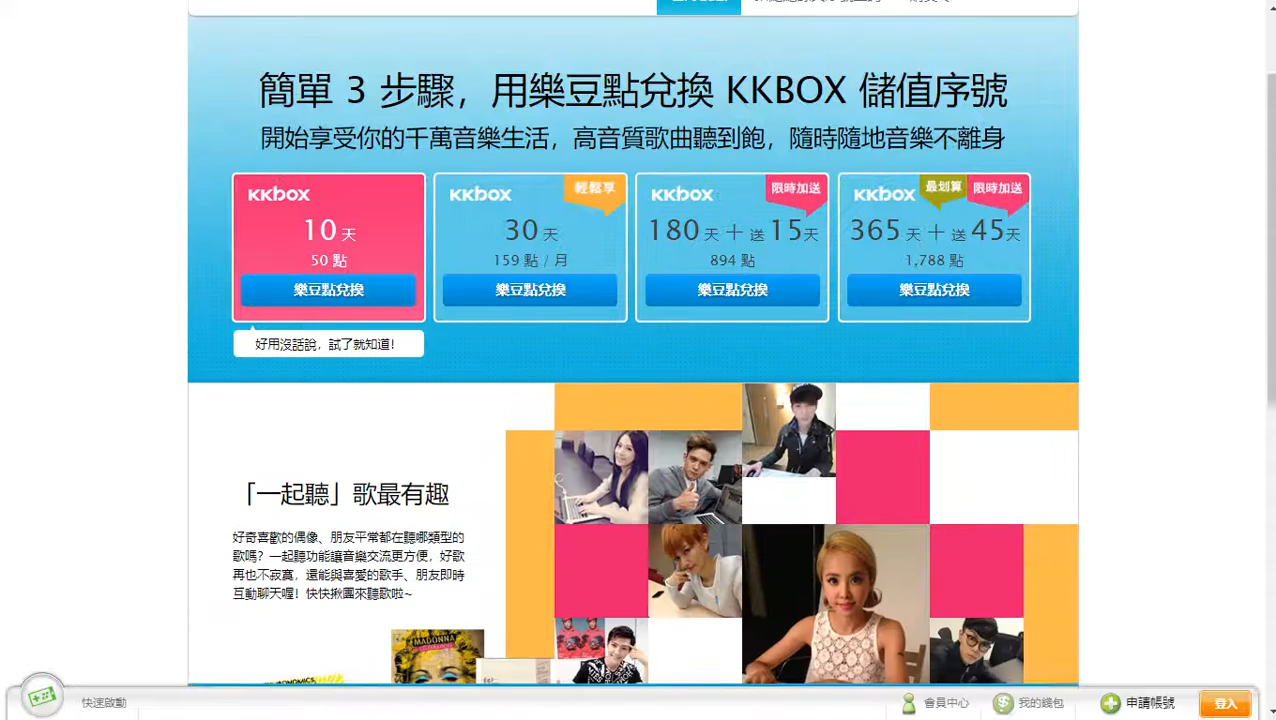 簡單 3 步驟，用樂豆點兌換 KKBOX 儲值序號
開始享受你的千萬音樂生活，高音質歌曲聽到飽，隨時隨地音樂不離身
KKBOX
10 天
50 點
樂豆點兌換
KKBOX
輕鬆享
30 天
159 點 / 月
樂豆點兌換
KKBOX
限時加送
180 天 + 送 15天
894 點
樂豆點兌換
KKBOX
最划算
限時加送
365 天 + 送 45天
1,788 點
樂豆點兌換
好用沒話說，試了就知道!
「一起聽」歌最有趣
好奇喜歡的偶像、朋友平常都在聽哪類型的
歌嗎？一起聽功能讓音樂交流更方便，好歌
再也不寂寞，還能與喜愛的歌手、朋友即時
互動聊天喔！快快揪團來聽歌啦~
MADONNA
快速啟動
會員中心
我的錢包
申請帳號
登入